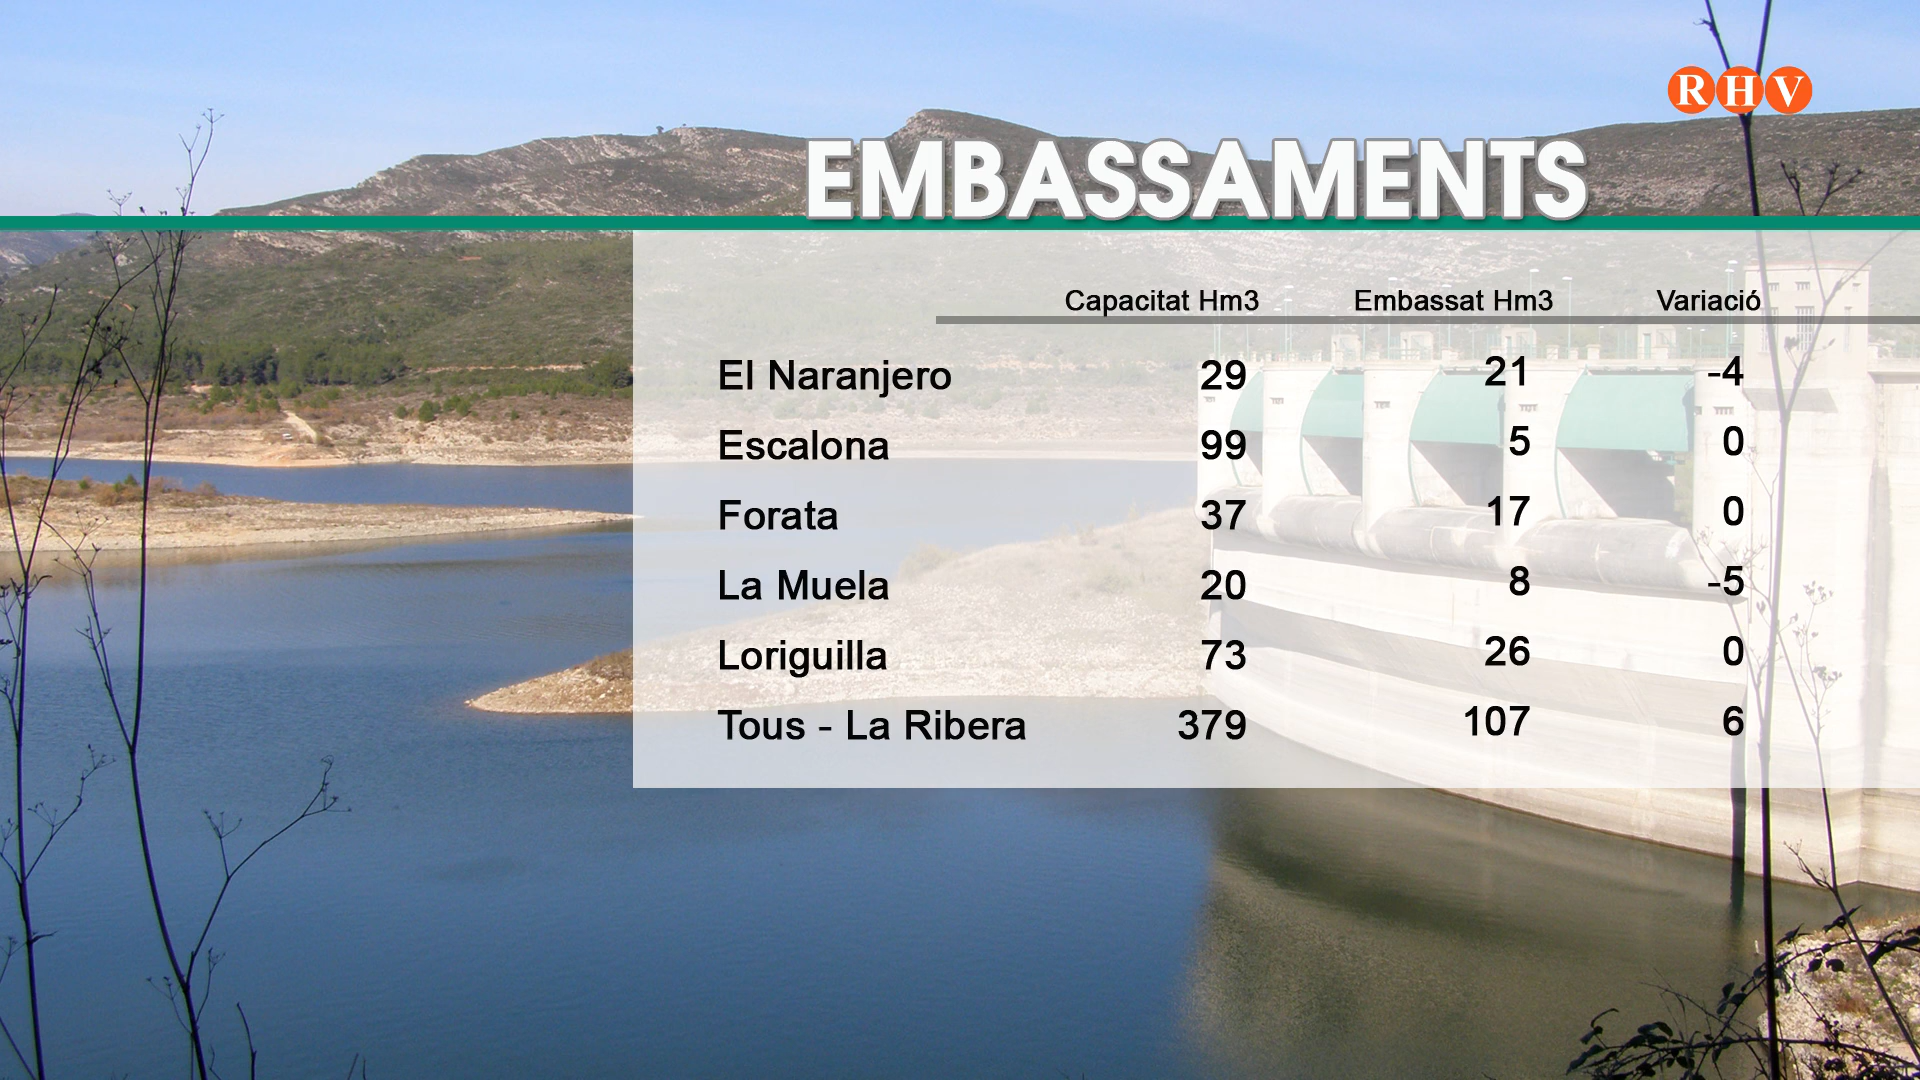 RHV
EMBASSAMENTS
Capacitat Hm3 Embassat Hm3 Variació
El Naranjero 29 21 -4
Escalona 99 5 0
Forata 37 17 0
La Muela 20 8 -5
Loriguilla 73 26 0
Tous - La Ribera 379 107 6